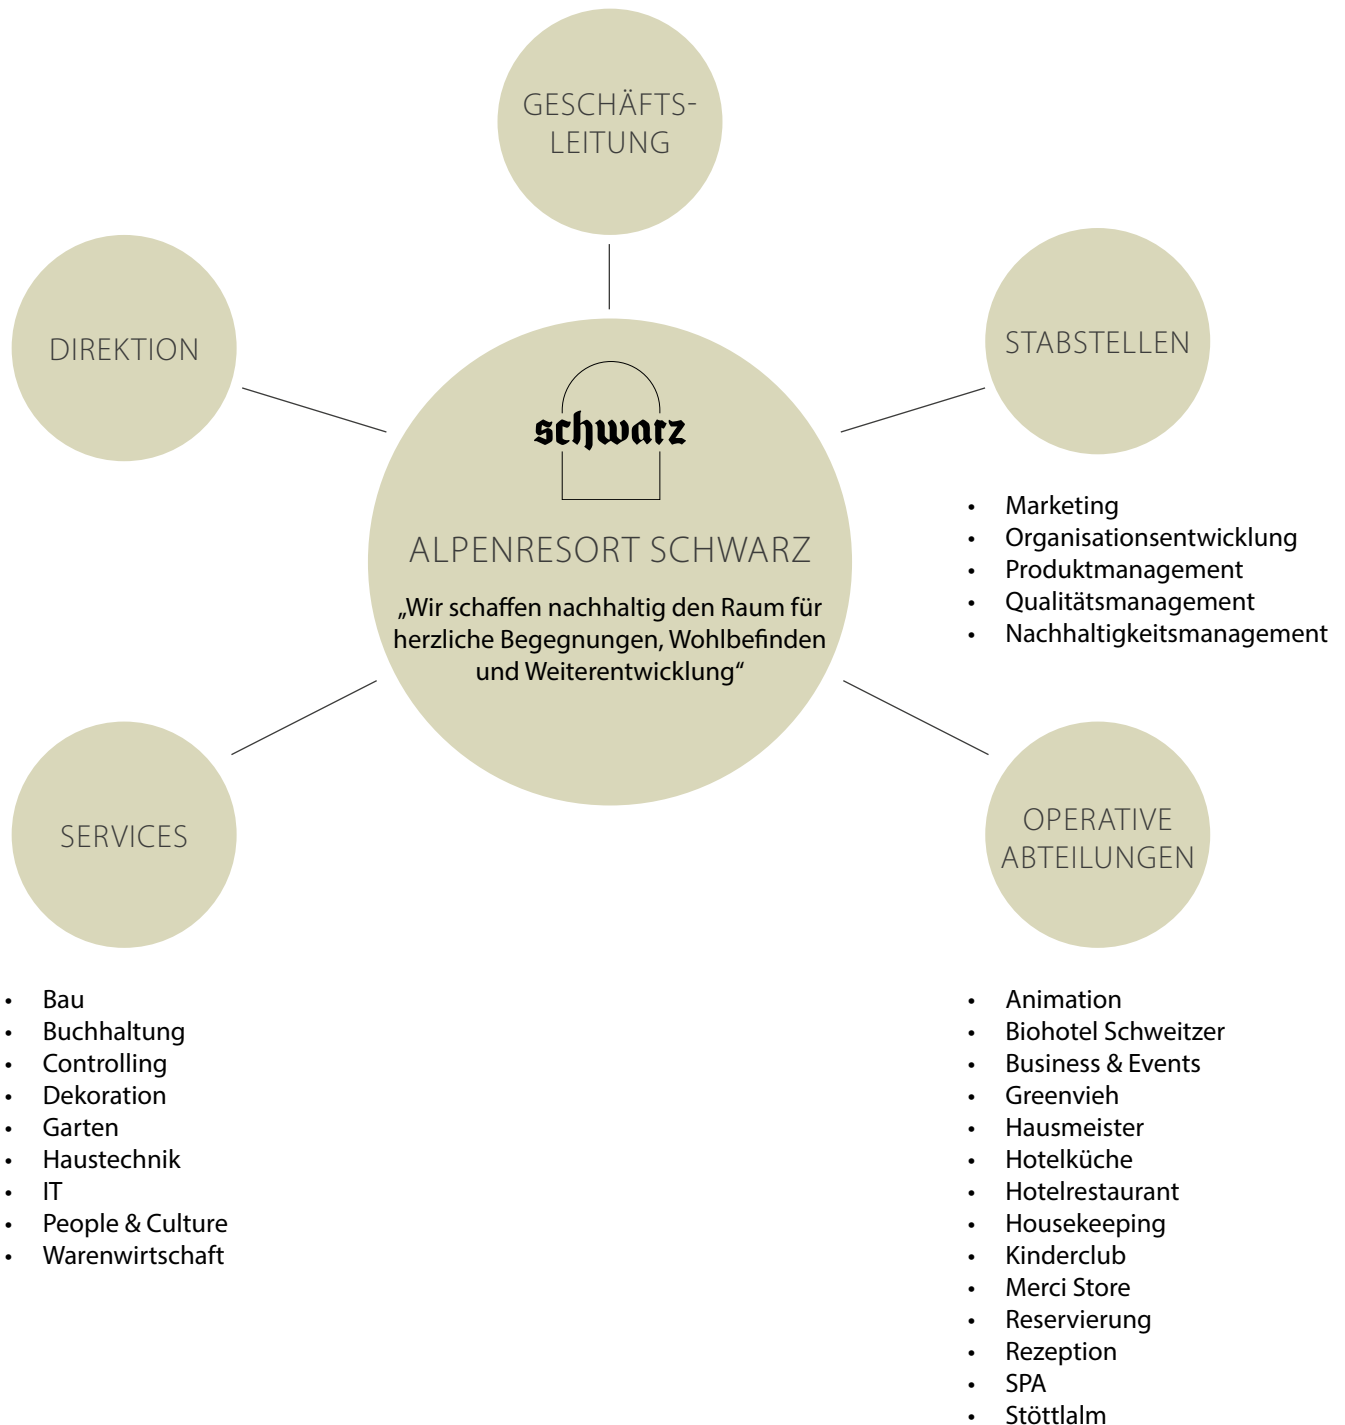 GESCHÄFTS-
LEITUNG
DIREKTION
STABSTELLEN
schwarz
ALPENRESORT SCHWARZ
„Wir schaffen nachhaltig den Raum für
herzliche Begegnungen, Wohlbefinden
und Weiterentwicklung“
• Marketing
• Organisationsentwicklung
• Produktmanagement
• Qualitätsmanagement
• Nachhaltigkeitsmanagement
SERVICES
• Bau
• Buchhaltung
• Controlling
• Dekoration
• Garten
• Haustechnik
• IT
• People & Culture
• Warenwirtschaft
OPERATIVE
ABTEILUNGEN
• Animation
• Biohotel Schweitzer
• Business & Events
• Greenvieh
• Hausmeister
• Hotelküche
• Hotelrestaurant
• Housekeeping
• Kinderclub
• Merci Store
• Reservierung
• Rezeption
• SPA
• Stöttlalm